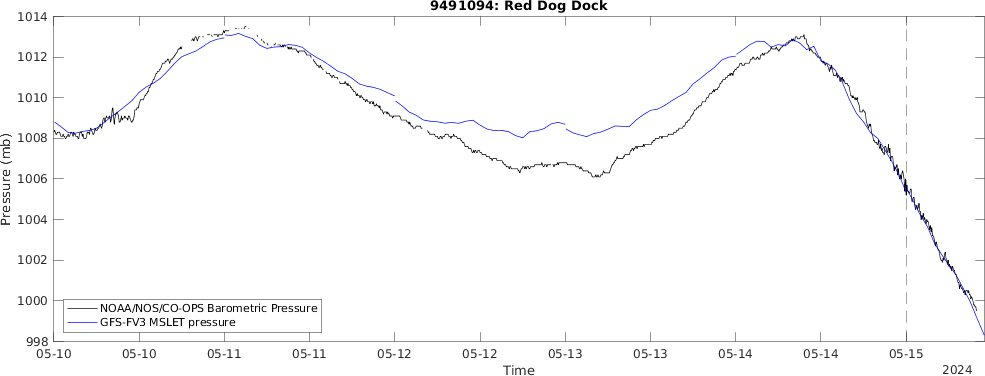 9491094: Red Dog Dock
1014
1012
1010
1008
1006
1004
1002
1000
998
Pressure (mb)
NOAA/NOS/CO-OPS Barometric Pressure
GFS-FV3 MSLET pressure
05-10 05-10 05-11 05-11 05-12 05-12 05-13 05-13 05-14 05-14 05-15
Time
2024